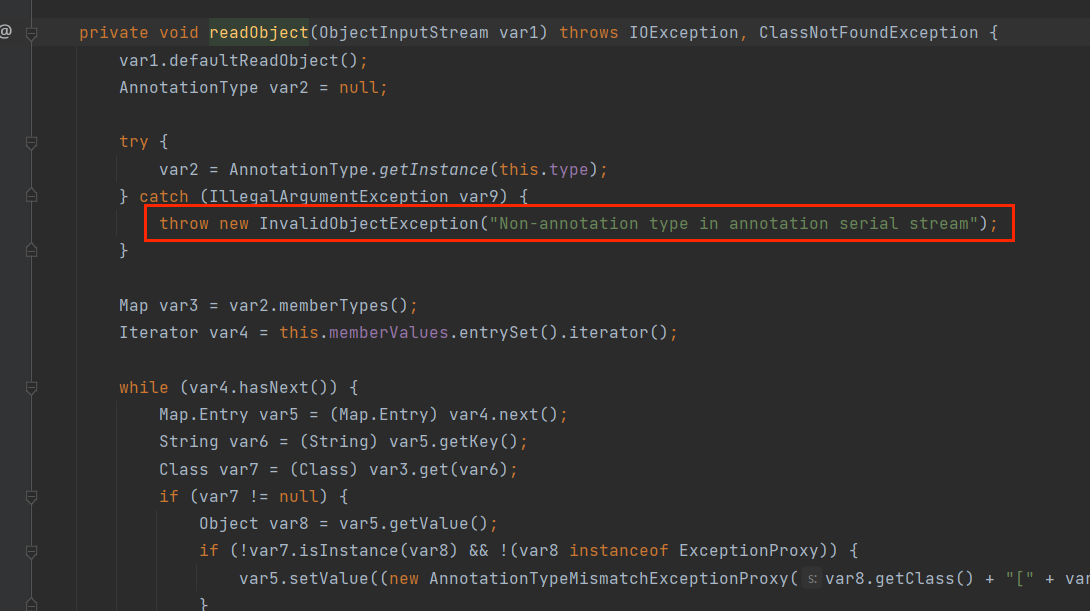 @ private void readObject(ObjectInputStream var1) throws IOException, ClassNotFoundException {
var1.defaultReadObject();
AnnotationType var2 = null;
try {
var2 = AnnotationType.getInstance(this.type);
} catch (IllegalArgumentException var9) {
throw new InvalidObjectException("Non-annotation type in annotation serial stream");
}
Map var3 = var2.memberTypes();
Iterator var4 = this.memberValues.entrySet().iterator();
while (var4.hasNext()) {
Map.Entry var5 = (Map.Entry) var4.next();
String var6 = (String) var5.getKey();
Class var7 = (Class) var3.get(var6);
if (var7 != null) {
Object var8 = var5.getValue();
if (!var7.isInstance(var8) && !(var8 instanceof ExceptionProxy)) {
var5.setValue((new AnnotationTypeMismatchExceptionProxy( s: var8.getClass() + "[" + var
}